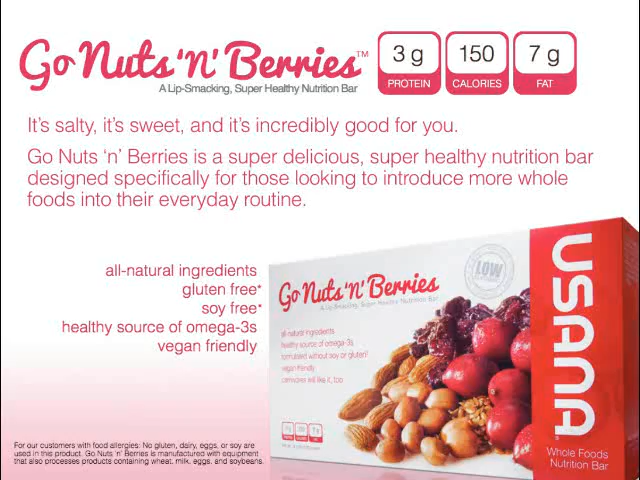 Go Nuts 'n' Berries™
A Lip-Smacking, Super Healthy Nutrition Bar
3 g
PROTEIN
150
CALORIES
7 g
FAT
It's salty, it's sweet, and it's incredibly good for you.
Go Nuts 'n' Berries is a super delicious, super healthy nutrition bar
designed specifically for those looking to introduce more whole
foods into their everyday routine.
all-natural ingredients
gluten free*
soy free*
healthy source of omega-3s
vegan friendly
For our customers with food allergies: No gluten, dairy, eggs, or soy are
used in this product. Go Nuts 'n' Berries is manufactured with equipment
that also processes products containing wheat, milk, eggs, and soybeans.
Go Nuts 'n' Berries
A Lip-Smacking, Super Healthy Nutrition Bar
all-natural ingredients
healthy source of omega-3s
formulated without soy or gluten†
vegan friendly
carnivores will like it, too
LOW
USANA
Whole Foods
Nutrition Bar